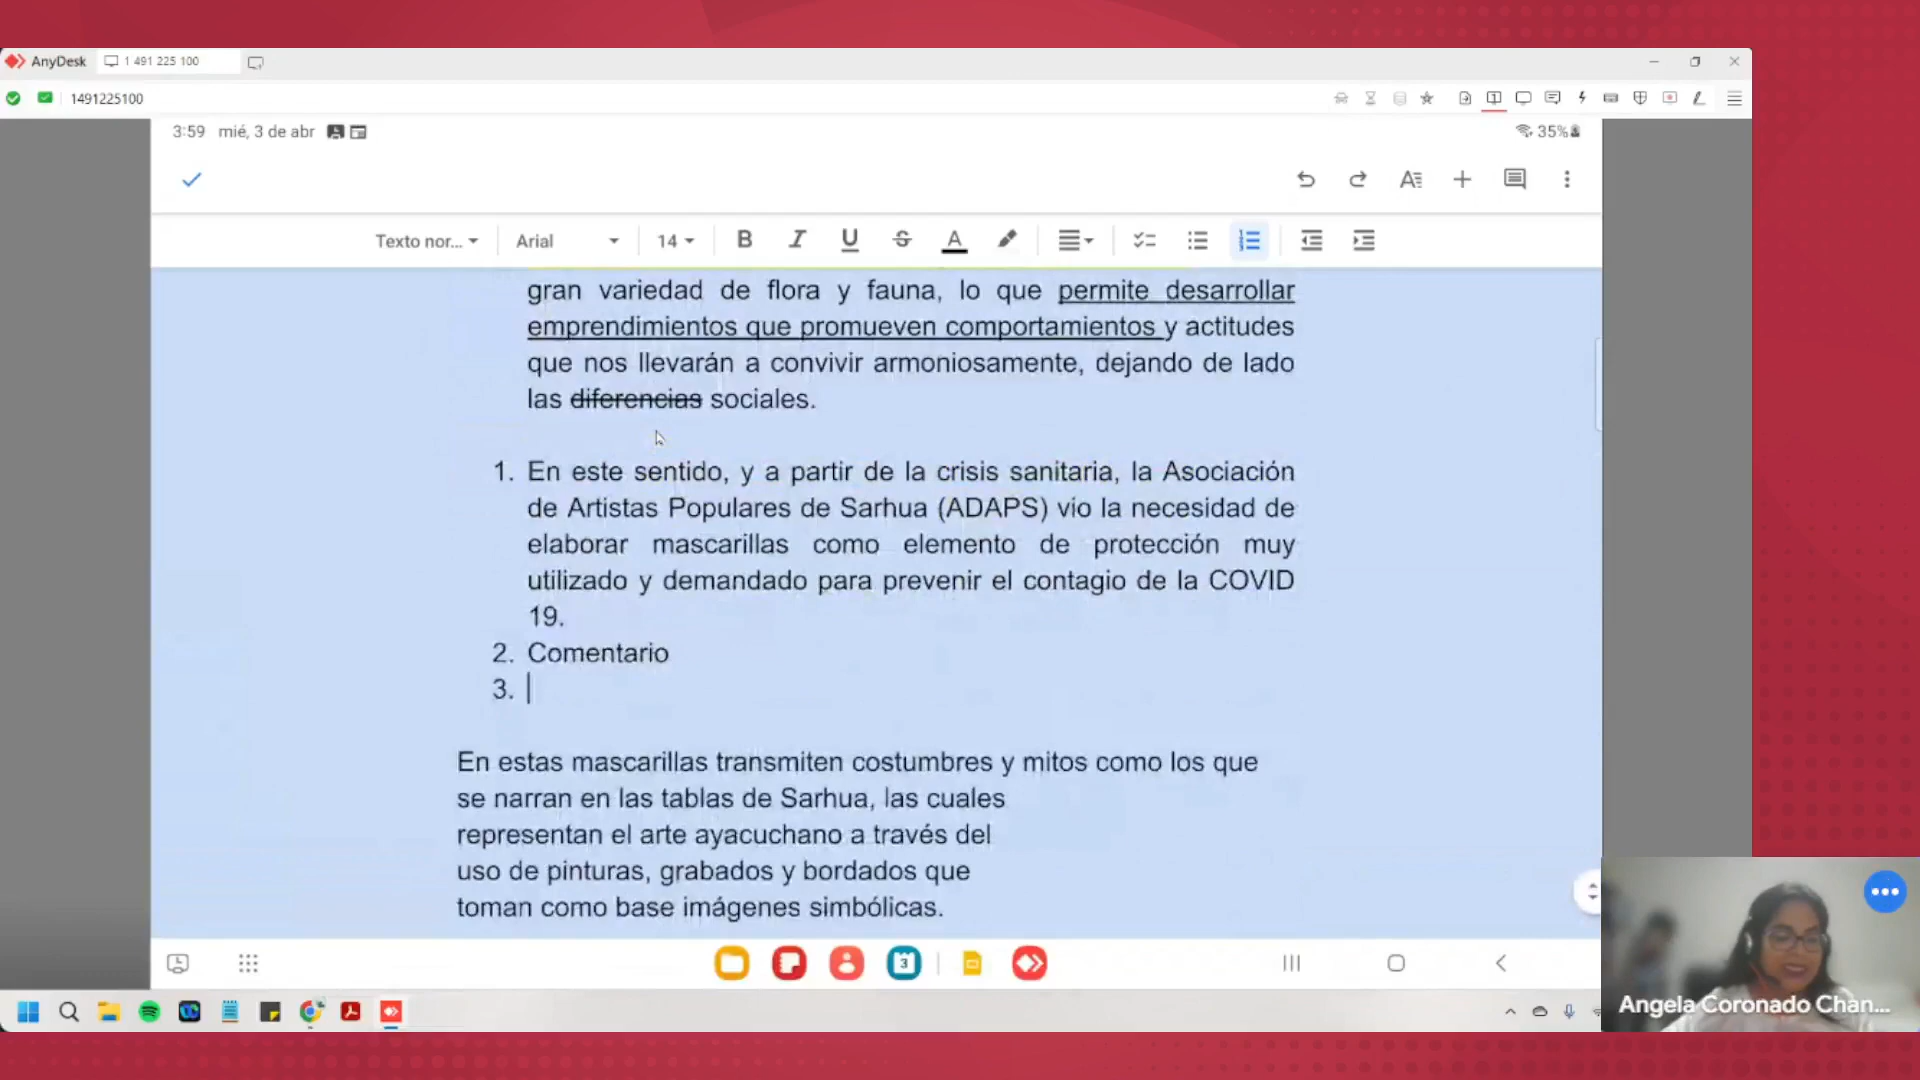 AnyDesk
1 491 225 100
1491225100
3:59 mié, 3 de abr
35%
Texto nor...
Arial
14
B I U S A
gran variedad de flora y fauna, lo que permite desarrollar
emprendimientos que promueven comportamientos y actitudes
que nos llevarán a convivir armoniosamente, dejando de lado
las diferencias sociales.
1. En este sentido, y a partir de la crisis sanitaria, la Asociación
de Artistas Populares de Sarhua (ADAPS) vio la necesidad de
elaborar mascarillas como elemento de protección muy
utilizado y demandado para prevenir el contagio de la COVID
19.
2. Comentario
3.
En estas mascarillas transmiten costumbres y mitos como los que
se narran en las tablas de Sarhua, las cuales
representan el arte ayacuchano a través del
uso de pinturas, grabados y bordados que
toman como base imágenes simbólicas.
3
Angela Coronado Chan...